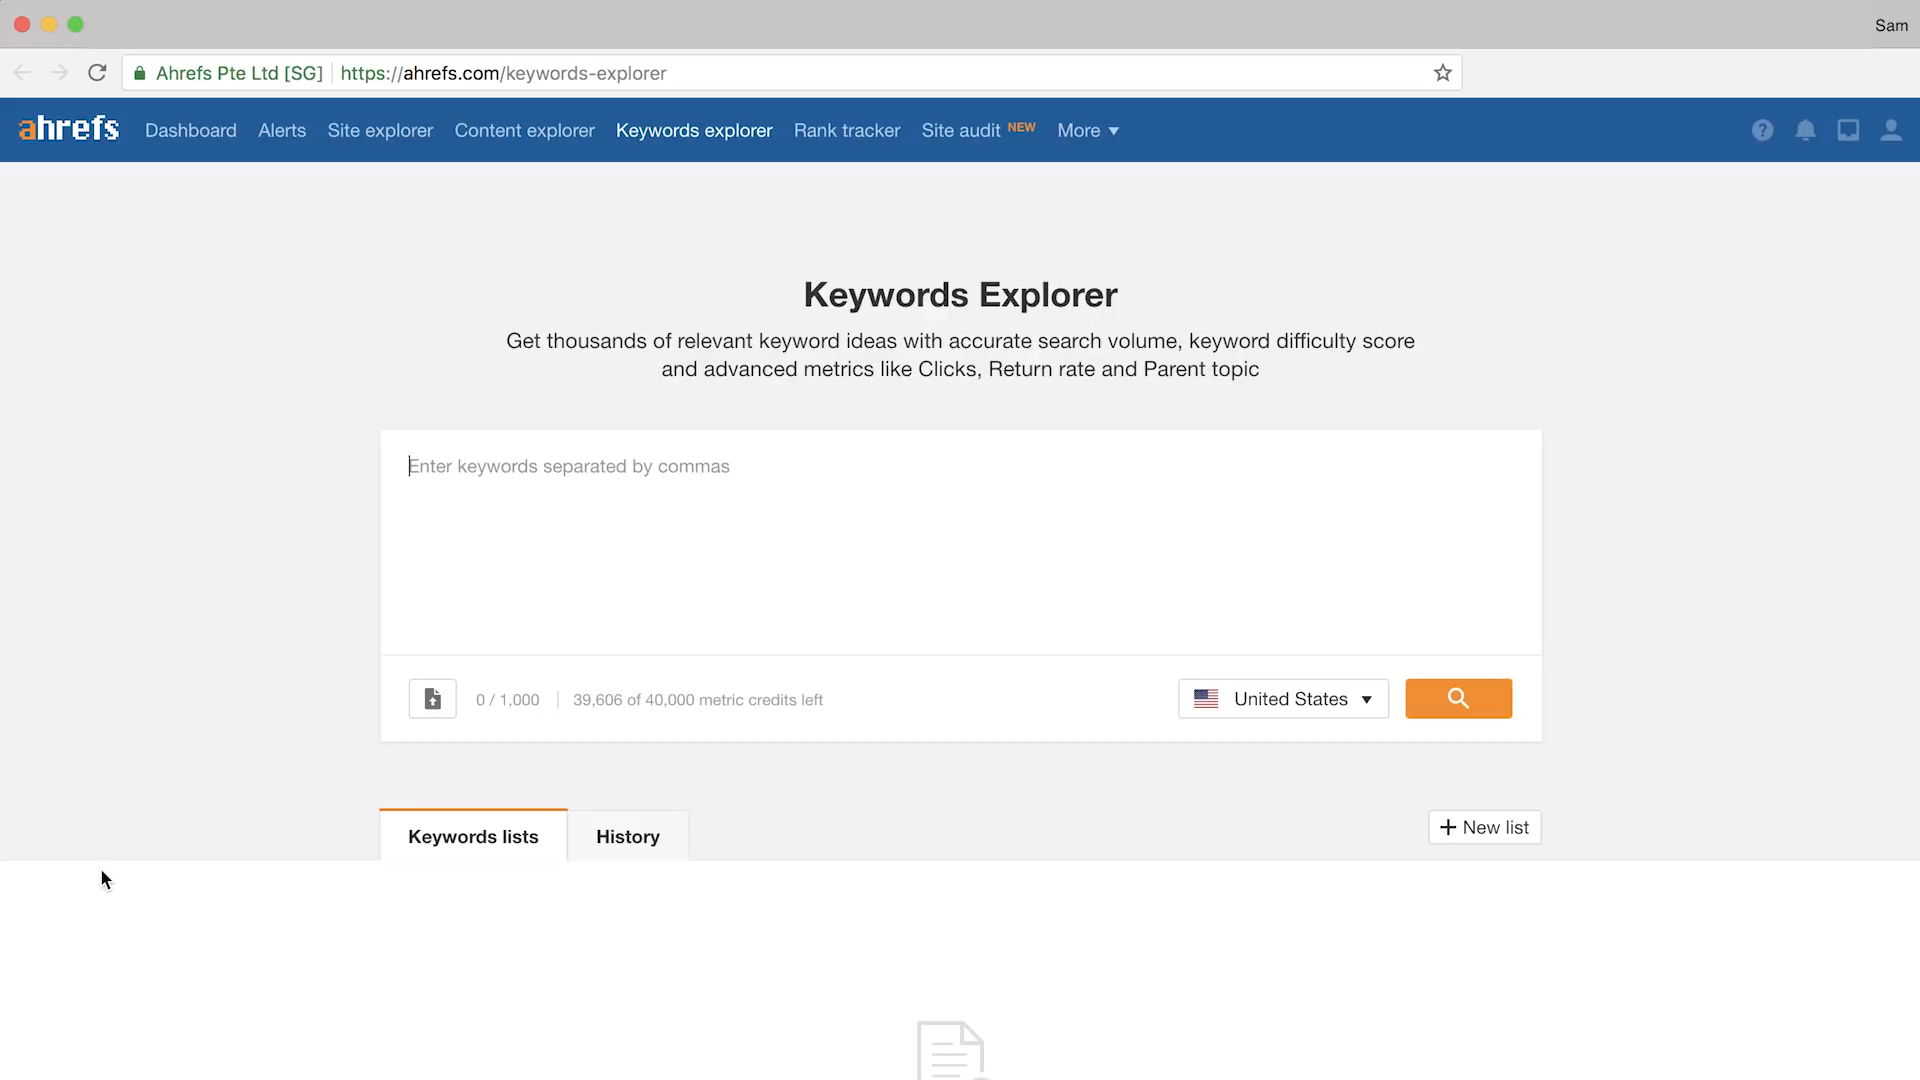 Sam
Ahrefs Pte Ltd [SG] https://ahrefs.com/keywords-explorer
ahrefs Dashboard Alerts Site explorer Content explorer Keywords explorer Rank tracker Site audit NEW More ?
Keywords Explorer
Get thousands of relevant keyword ideas with accurate search volume, keyword difficulty score
and advanced metrics like Clicks, Return rate and Parent topic
Enter keywords separated by commas
0 / 1,000 39,606 of 40,000 metric credits left United States
Keywords lists History + New list